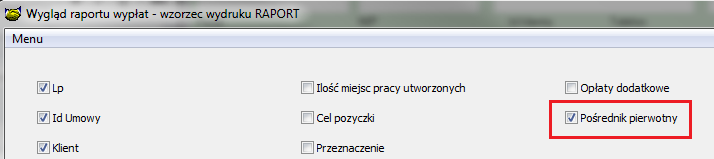 Wygląd raportu wypłat - wzorzec wydruku RAPORT
Menu
Lp
Ilość miejsc pracy utworzonych
Opłaty dodatkowe
Id Umowy
Cel pozyczki
Pośrednik pierwotny
Klient
Przeznaczenie